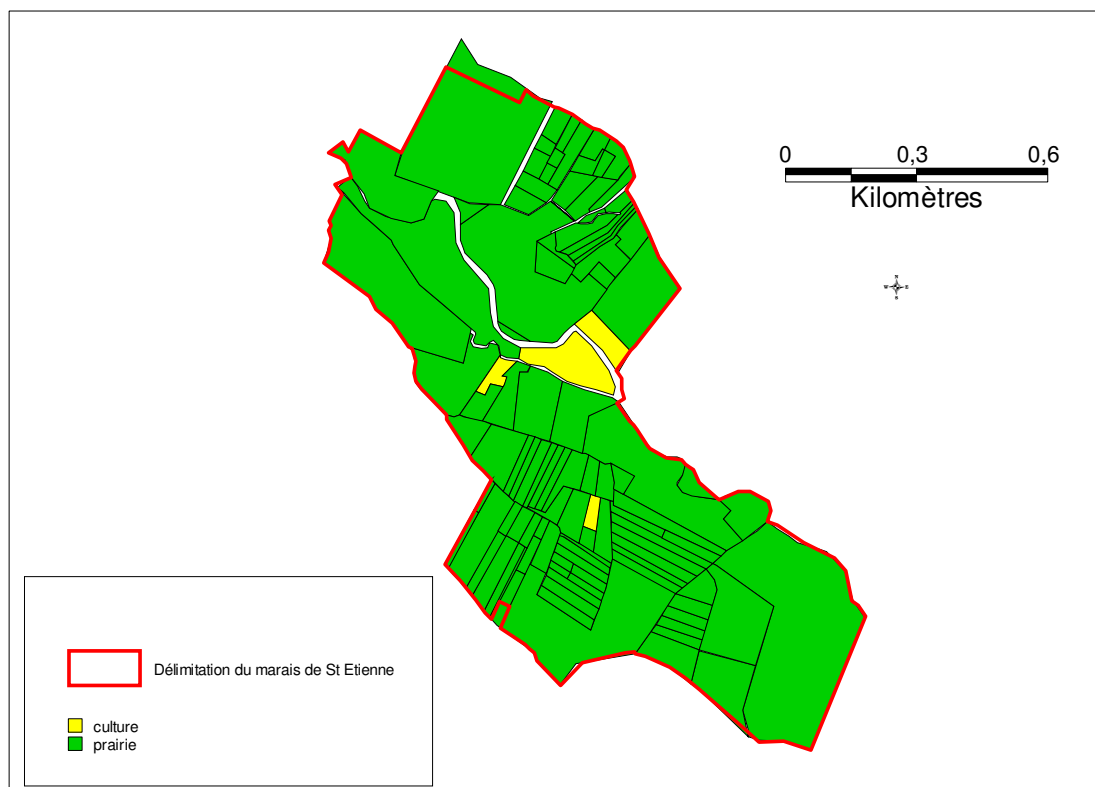 0 0,3 0,6
Kilomètres
N
W E
S
Délimitation du marais de St Etienne
culture
prairie